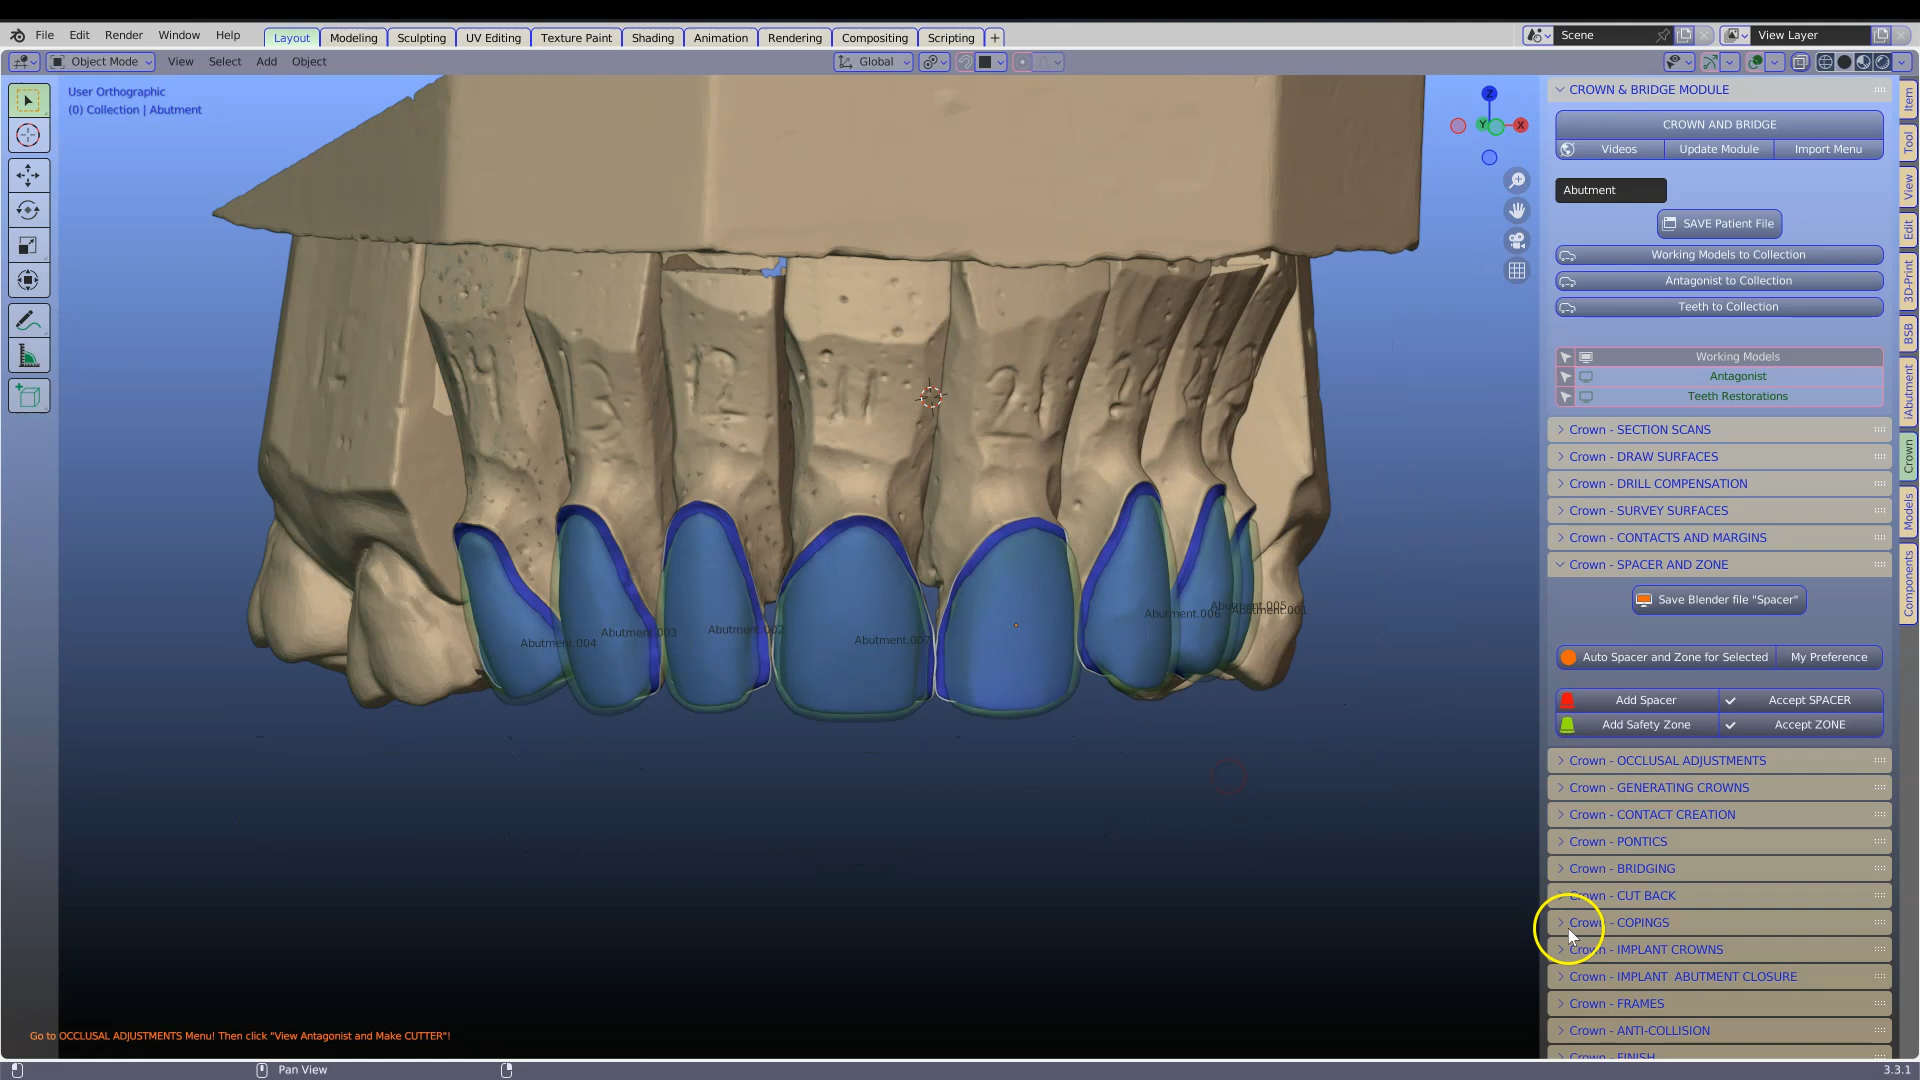 File Edit Render Window Help
Layout Modeling Sculpting UV Editing Texture Paint Shading Animation Rendering Compositing Scripting +
Scene View Layer
Object Mode View Select Add Object Global
User Orthographic
(0) Collection | Abutment
Z
Y X
CROWN & BRIDGE MODULE
CROWN AND BRIDGE
Videos Update Module Import Menu
Abutment
SAVE Patient File
Working Models to Collection
Antagonist to Collection
Teeth to Collection
Working Models
Antagonist
Teeth Restorations
Crown - SECTION SCANS
Crown - DRAW SURFACES
Crown - DRILL COMPENSATION
Crown - SURVEY SURFACES
Crown - CONTACTS AND MARGINS
Crown - SPACER AND ZONE
Save Blender file "Spacer"
Auto Spacer and Zone for Selected My Preference
Add Spacer Accept SPACER
Add Safety Zone Accept ZONE
Crown - OCCLUSAL ADJUSTMENTS
Crown - GENERATING CROWNS
Crown - CONTACT CREATION
Crown - PONTICS
Crown - BRIDGING
Crown - CUT BACK
Crown - COPINGS
Crown - IMPLANT CROWNS
Crown - IMPLANT ABUTMENT CLOSURE
Crown - FRAMES
Crown - ANTI-COLLISION
Crown - FINISH
Item
Tool
View
Edit
3D-Print
BSB
iAbutment
Crown
Models
Components
11
21
Abutment.004
Abutment.003
Abutment.002
Abutment.006
Abutment.005
Abutment.001
Go to OCCLUSAL ADJUSTMENTS Menu! Then click "View Antagonist and Make CUTTER"!
Pan View
3.3.1